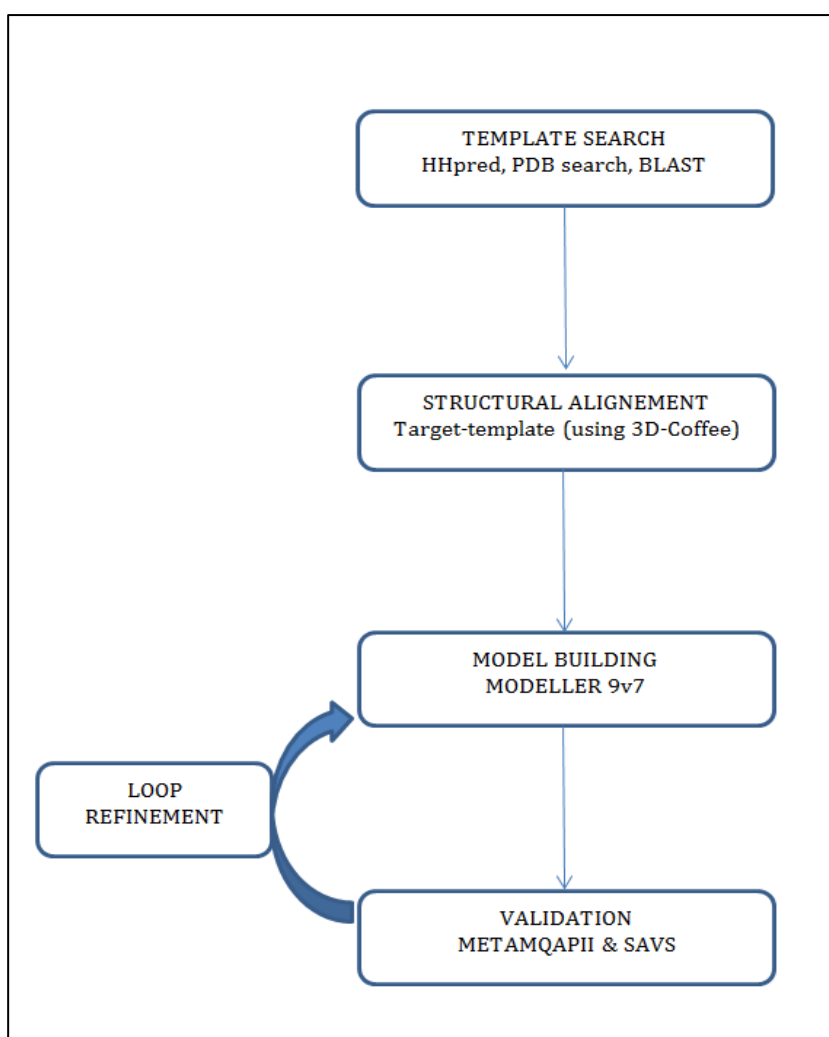 TEMPLATE SEARCH
HHpred, PDB search, BLAST
STRUCTURAL ALIGNEMENT
Target-template (using 3D-Coffee)
MODEL BUILDING
MODELLER 9v7
LOOP
REFINEMENT
VALIDATION
METAMQAPII & SAVS